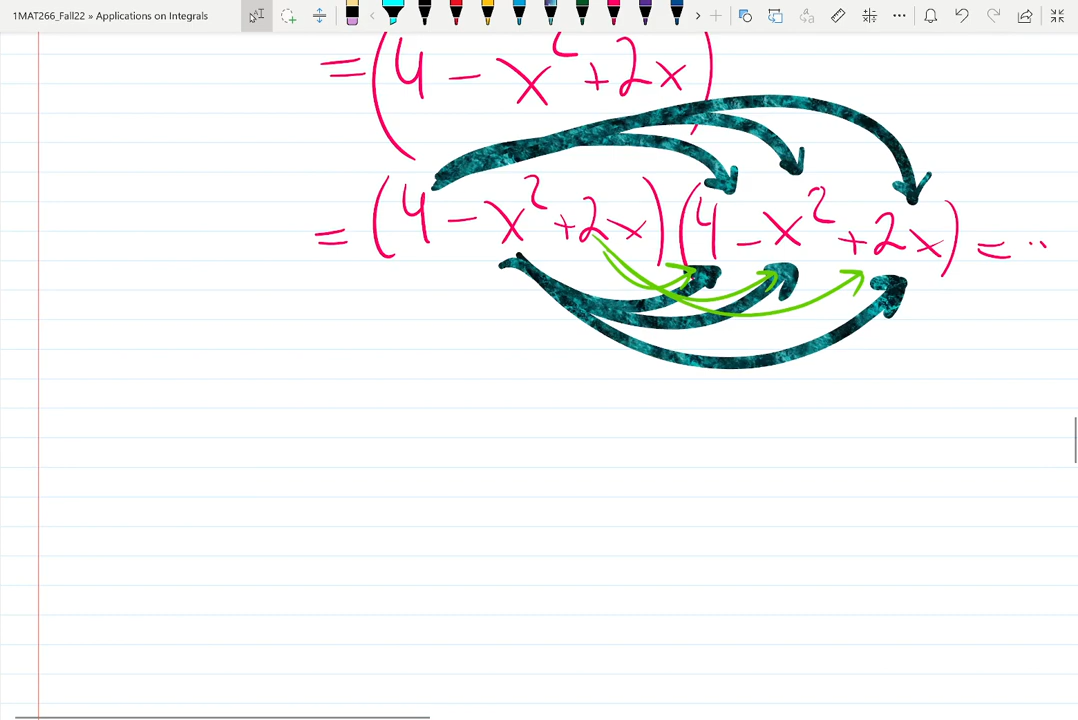 1MAT266_Fall22 » Applications on Integrals
= (4 - x² + 2x)
= (4 - x² + 2x) (4 - x² + 2x) = ..